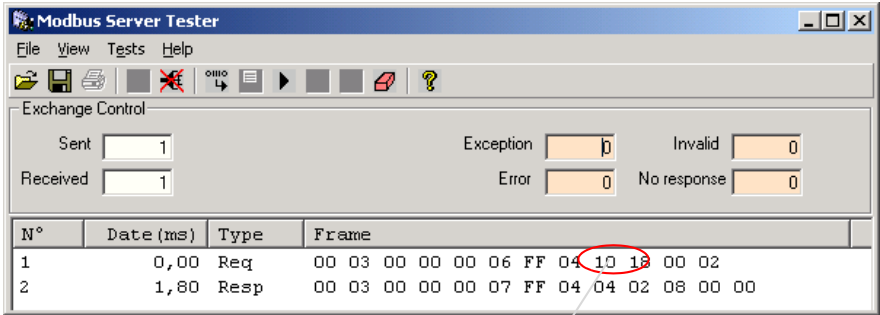 Modbus Server Tester
File View Tests Help
Exchange Control
Sent 1 Exception 0 Invalid 0
Received 1 Error 0 No response 0
N° Date(ms) Type Frame
1 0,00 Req 00 03 00 00 00 06 FF 04 10 18 00 02
2 1,80 Resp 00 03 00 00 00 07 FF 04 04 02 08 00 00